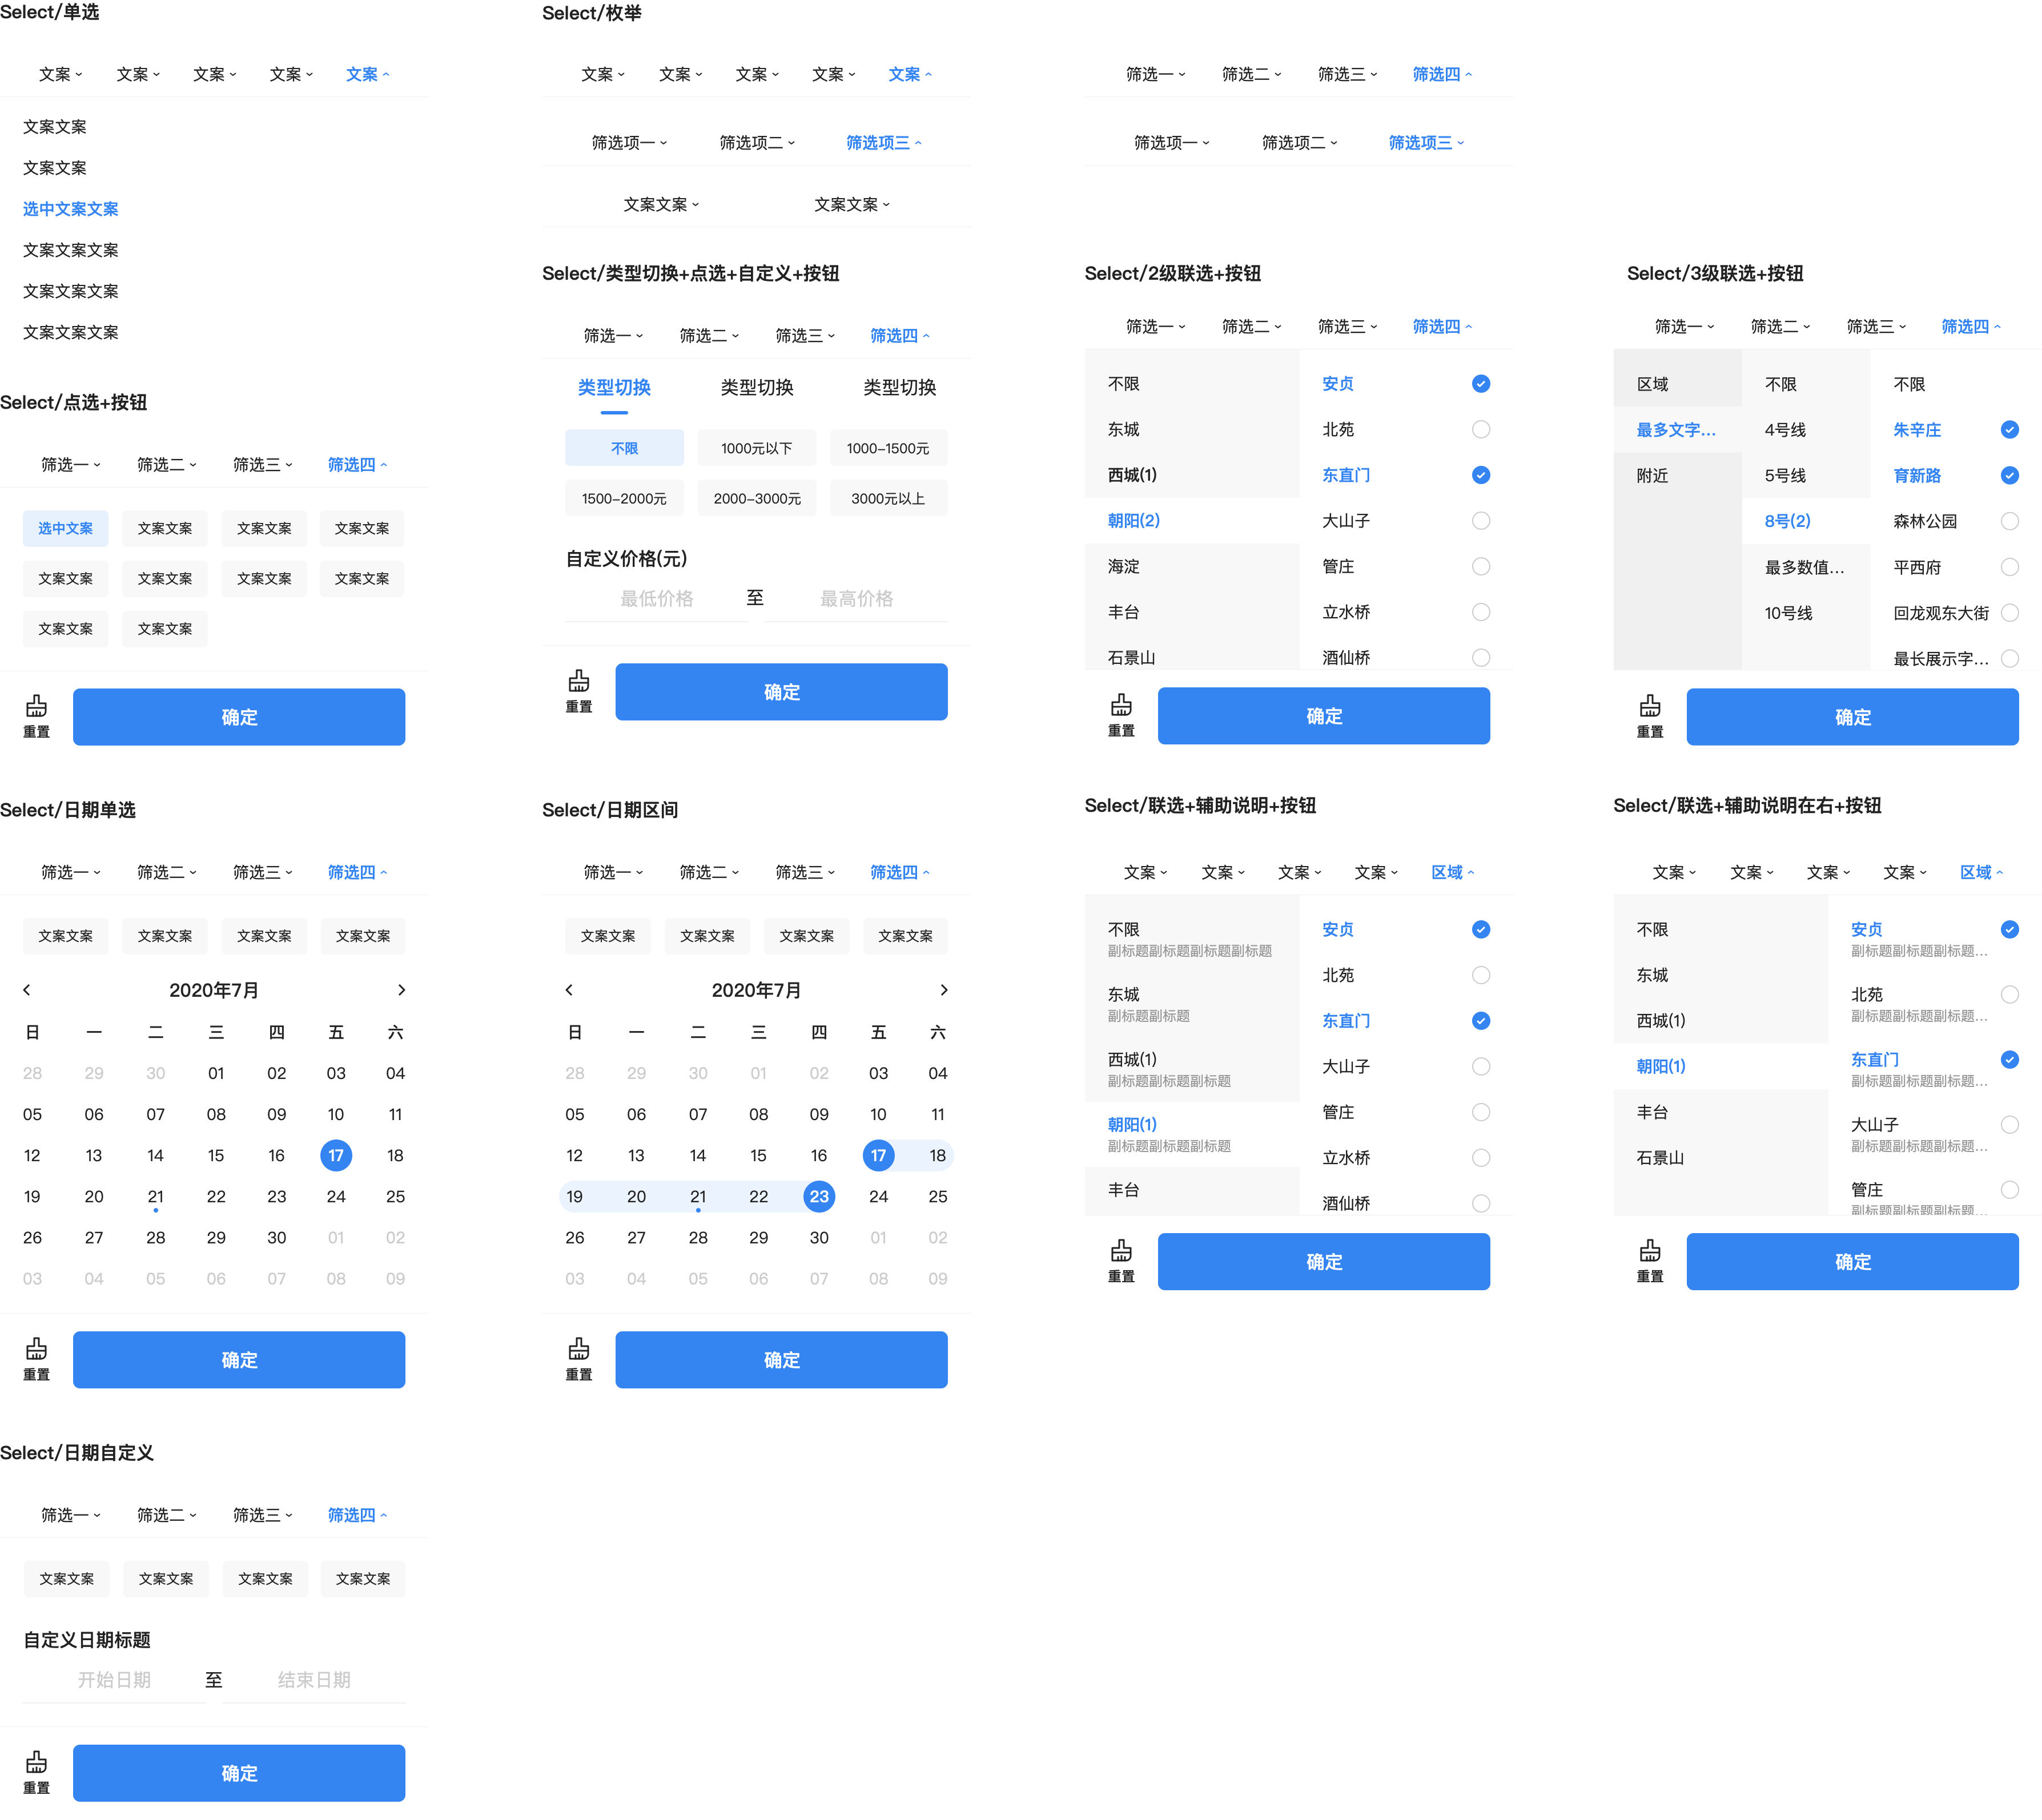 Select/单选
文案 文案 文案 文案 文案
文案文案
文案文案
选中文案文案
文案文案文案
文案文案文案
文案文案文案
Select/枚举
文案 文案 文案 文案 文案
筛选项一 筛选项二 筛选项三
文案文案 文案文案
筛选一 筛选二 筛选三 筛选四
筛选项一 筛选项二 筛选项三
Select/点选+按钮
筛选一 筛选二 筛选三 筛选四
选中文案 文案文案 文案文案 文案文案
文案文案 文案文案 文案文案 文案文案
文案文案 文案文案
重置 确定
Select/类型切换+点选+自定义+按钮
筛选一 筛选二 筛选三 筛选四
类型切换 类型切换 类型切换
不限 1000元以下 1000-1500元
1500-2000元 2000-3000元 3000元以上
自定义价格(元)
最低价格 至 最高价格
重置 确定
Select/2级联选+按钮
筛选一 筛选二 筛选三 筛选四
不限 安贞
东城 北苑
西城(1) 东直门
朝阳(2) 大山子
海淀 管庄
丰台 立水桥
石景山 酒仙桥
重置 确定
Select/3级联选+按钮
筛选一 筛选二 筛选三 筛选四
区域 不限 不限
最多文字... 4号线 朱辛庄
附近 5号线 育新路
8号(2) 森林公园
最多数值... 平西府
10号线 回龙观东大街
最长展示字...
重置 确定
Select/日期单选
筛选一 筛选二 筛选三 筛选四
文案文案 文案文案 文案文案 文案文案
2020年7月
日 一 二 三 四 五 六
28 29 30 01 02 03 04
05 06 07 08 09 10 11
12 13 14 15 16 17 18
19 20 21 22 23 24 25
26 27 28 29 30 01 02
03 04 05 06 07 08 09
重置 确定
Select/日期区间
筛选一 筛选二 筛选三 筛选四
文案文案 文案文案 文案文案 文案文案
2020年7月
日 一 二 三 四 五 六
28 29 30 01 02 03 04
05 06 07 08 09 10 11
12 13 14 15 16 17 18
19 20 21 22 23 24 25
26 27 28 29 30 01 02
03 04 05 06 07 08 09
重置 确定
Select/联选+辅助说明+按钮
文案 文案 文案 文案 区域
不限
副标题副标题副标题副标题
东城
副标题副标题
西城(1)
副标题副标题副标题
朝阳(1)
副标题副标题副标题
丰台
安贞
北苑
东直门
大山子
管庄
立水桥
酒仙桥
重置 确定
Select/联选+辅助说明在右+按钮
文案 文案 文案 文案 区域
不限
东城
西城(1)
朝阳(1)
丰台
石景山
安贞
副标题副标题副标题...
北苑
副标题副标题副标题...
东直门
副标题副标题副标题...
大山子
副标题副标题副标题...
管庄
副标题副标题副标题...
重置 确定
Select/日期自定义
筛选一 筛选二 筛选三 筛选四
文案文案 文案文案 文案文案 文案文案
自定义日期标题
开始日期 至 结束日期
重置 确定